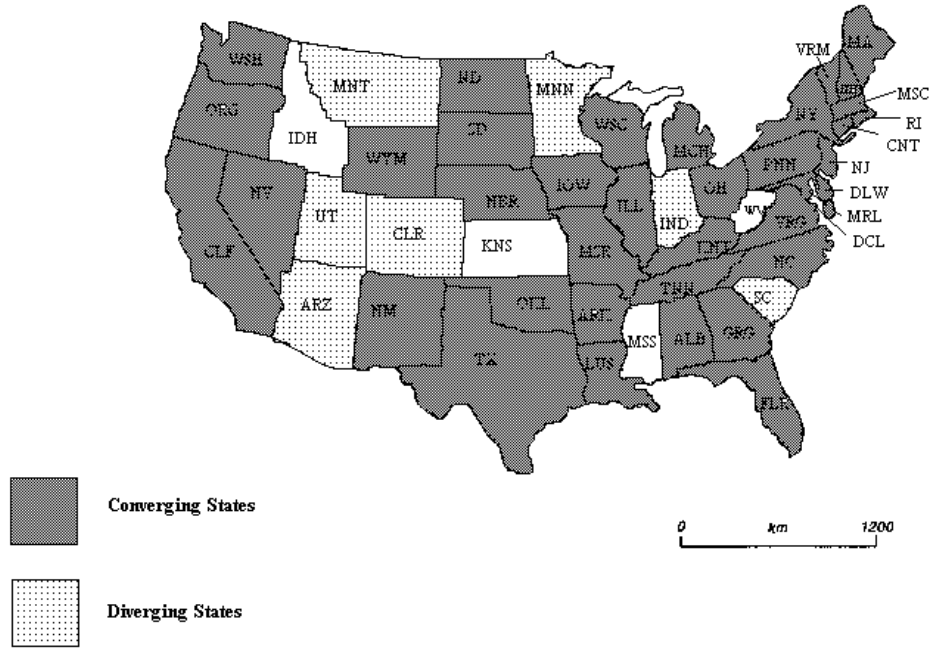 VRM
MA
WSH
MNT
ND
MNN
MSC
ORG
NY
RI
IDH
SD
WSC
CNT
WYM
MCH
PNN
NJ
NV
NBR
IOW
OH
DLW
UT
ILL
IND
WV
MRL
CLR
KNS
VRG
DCL
CLF
MSR
KNT
NC
TNN
ARZ
NM
OKL
ARK
SC
MSS
ALB
GRG
TX
LUS
FLR
Converging States
0 km 1200
Diverging States